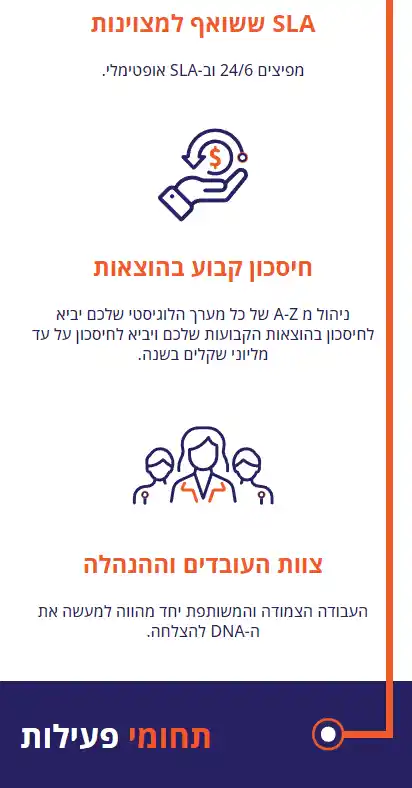 SLA ששואף למצוינות
מפיצים 24/6 וב-SLA אופטימלי.
$
חיסכון קבוע בהוצאות
ניהול מ A-Z של כל מערך הלוגיסטי שלכם יביא
לחיסכון בהוצאות הקבועות שלכם ויביא לחיסכון על עד
מליוני שקלים בשנה.
צוות העובדים וההנהלה
העבודה הצמודה והמשותפת יחד מהווה למעשה את
ה-DNA להצלחה.
תחומי פעילות